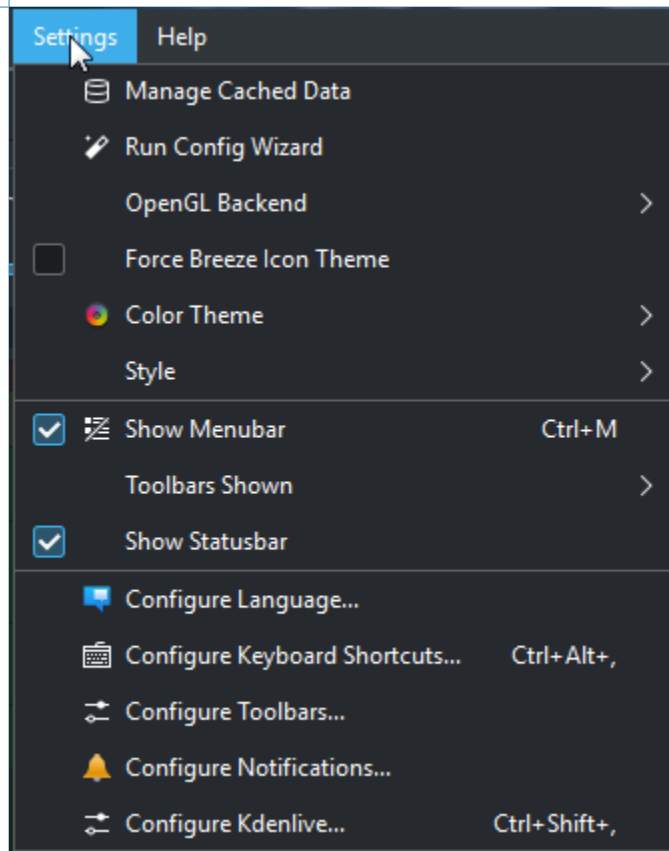 Settings Help
Manage Cached Data
Run Config Wizard
OpenGL Backend
Force Breeze Icon Theme
Color Theme
Style
Show Menubar Ctrl+M
Toolbars Shown
Show Statusbar
Configure Language...
Configure Keyboard Shortcuts... Ctrl+Alt+,
Configure Toolbars...
Configure Notifications...
Configure Kdenlive... Ctrl+Shift+,